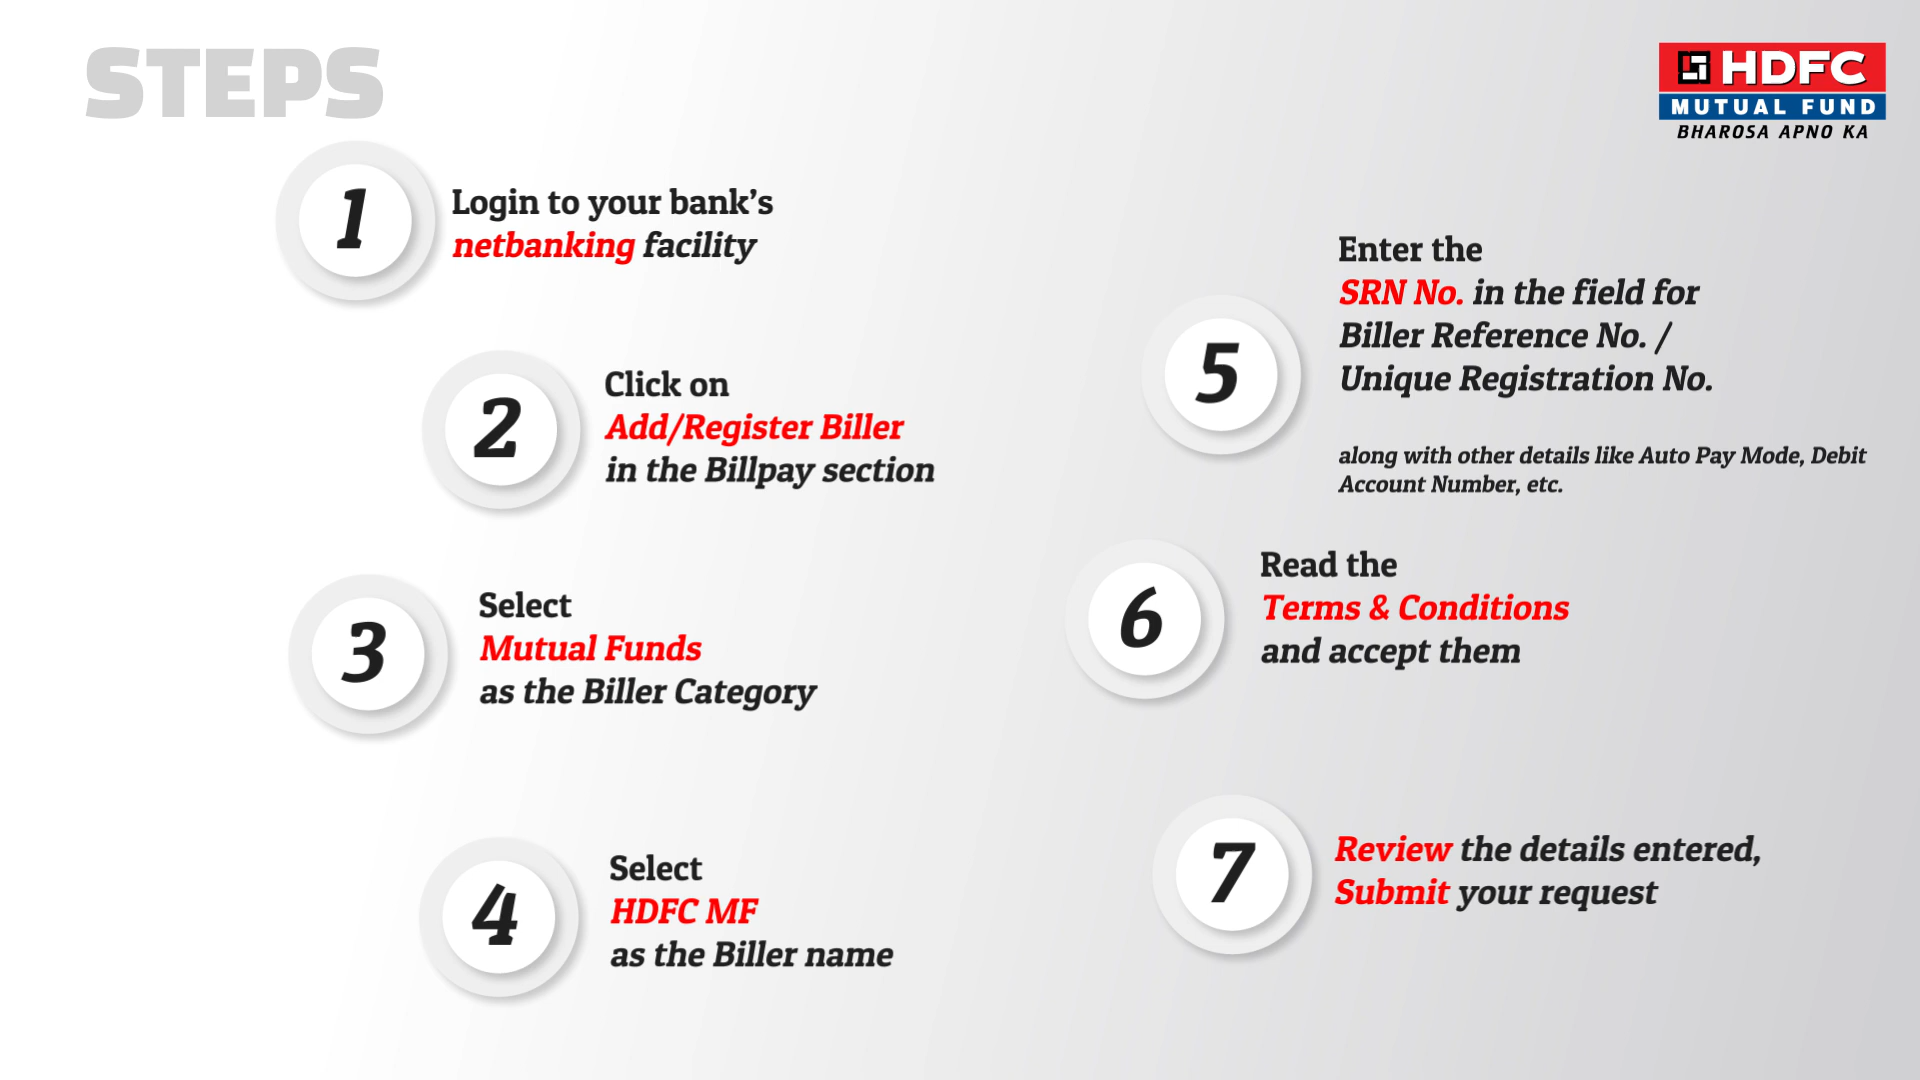 STEPS
HDFC
MUTUAL FUND
BHAROSA APNO KA
1
Login to your bank's
netbanking facility
2
Click on
Add/Register Biller
in the Billpay section
3
Select
Mutual Funds
as the Biller Category
4
Select
HDFC MF
as the Biller name
5
Enter the
SRN No. in the field for
Biller Reference No. /
Unique Registration No.
along with other details like Auto Pay Mode, Debit
Account Number, etc.
6
Read the
Terms & Conditions
and accept them
7
Review the details entered,
Submit your request